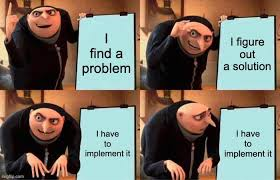 I
find a
problem
I figure
out
a solution
I have
to
implement it
I have
to
implement it
imgflip.com